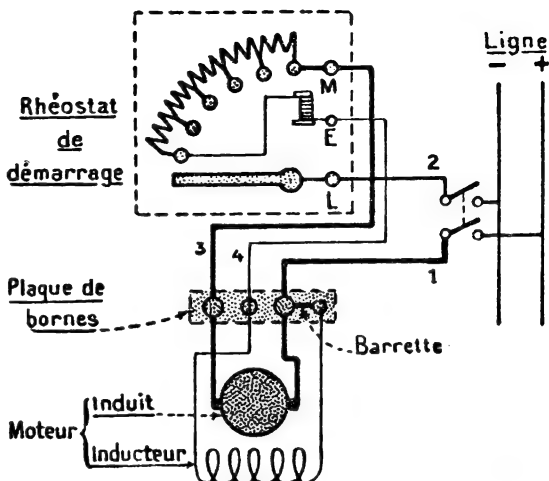 Ligne
- +
Rhéostat
de
démarrage
M
E
L
2
3
4
1
Plaque de
bornes
Barrette
Moteur
Induit
Inducteur